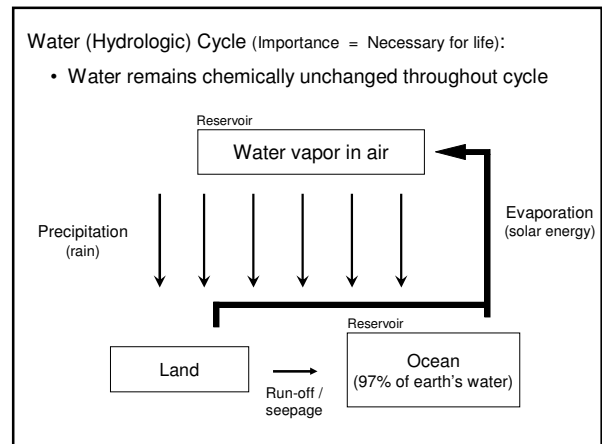 Water (Hydrologic) Cycle (Importance = Necessary for life):
• Water remains chemically unchanged throughout cycle
Reservoir
Water vapor in air
Precipitation
(rain)
Evaporation
(solar energy)
Reservoir
Land
Run-off /
seepage
Ocean
(97% of earth's water)